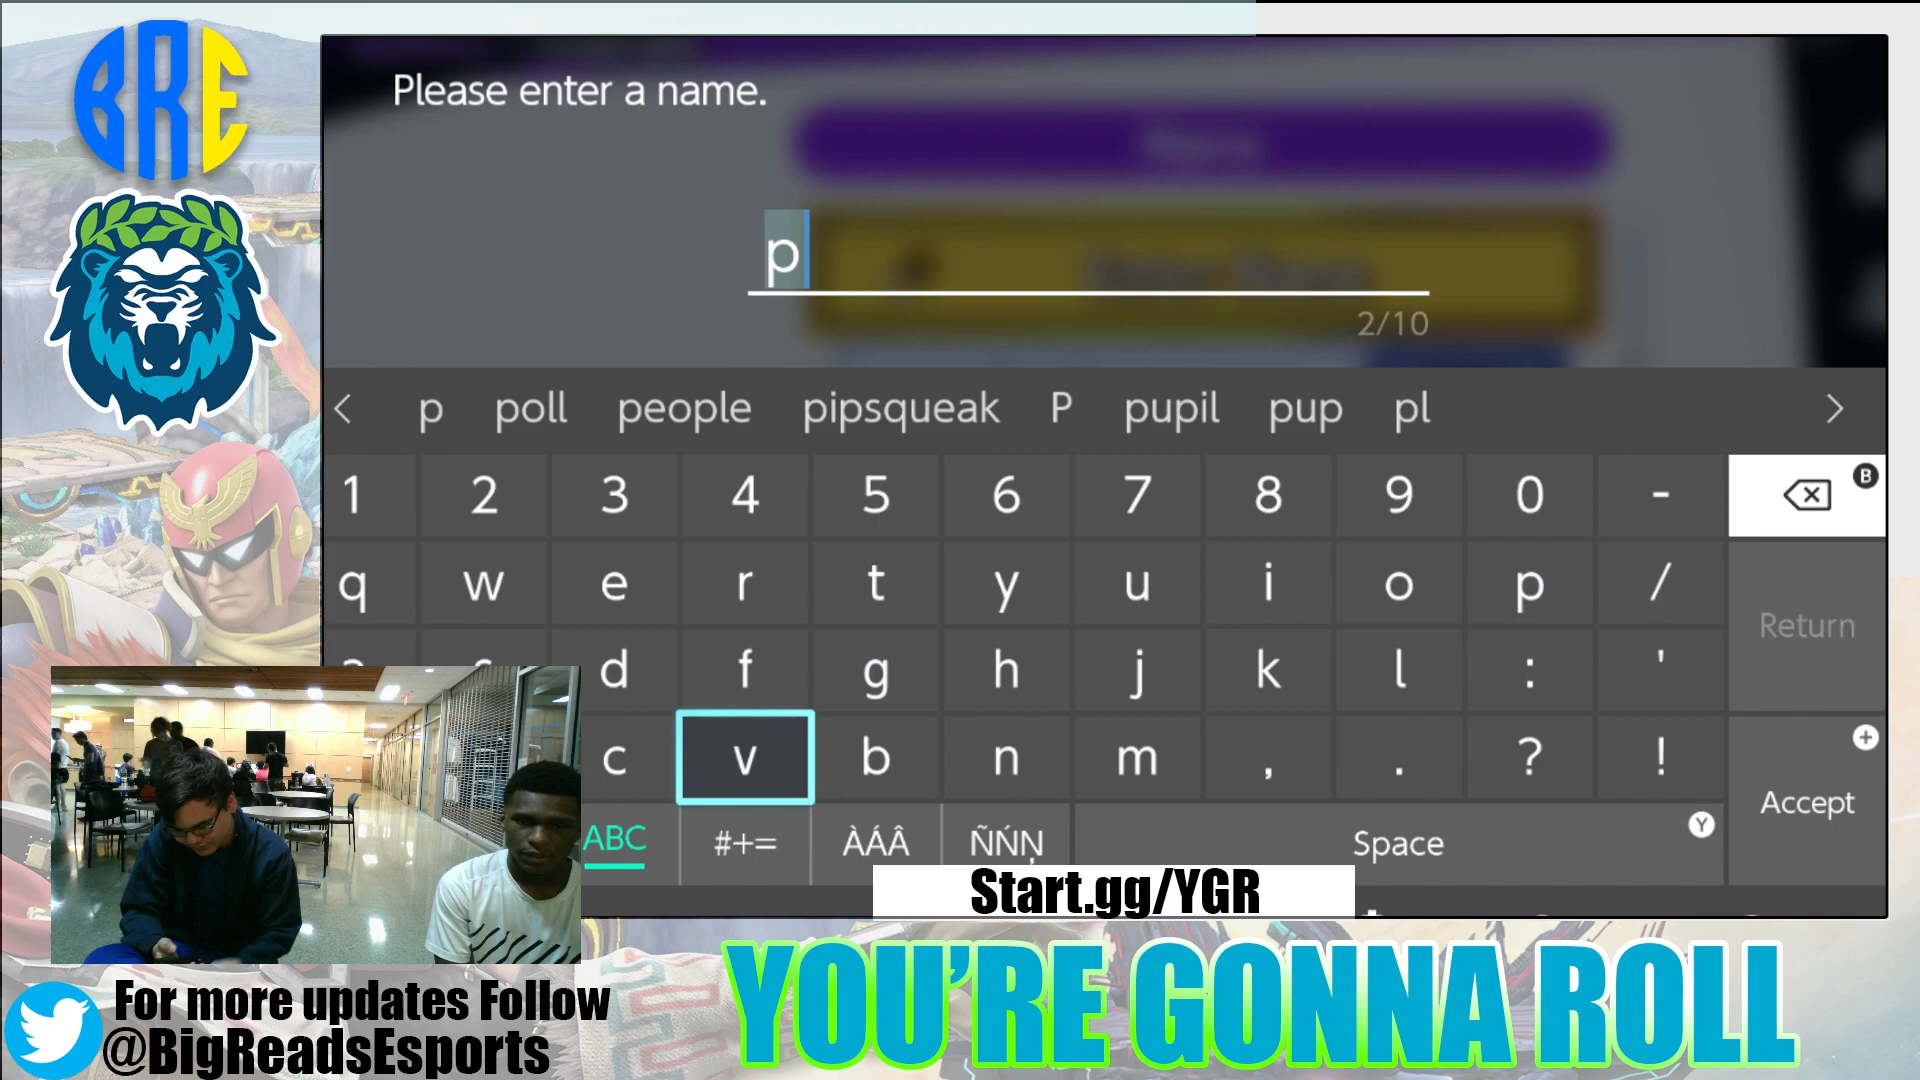 BRE
Please enter a name.
p
2/10
p poll people pipsqueak P pupil pup pl
1 2 3 4 5 6 7 8 9 0 - B
q w e r t y u i o p /
Return
d f g h j k l : '
c v b n m , . ? ! +
Accept
ABC #+= ÀÁÂ ÑŃŅ Space Y
Start.gg/YGR
YOU'RE GONNA ROLL
For more updates Follow
@BigReadsEsports